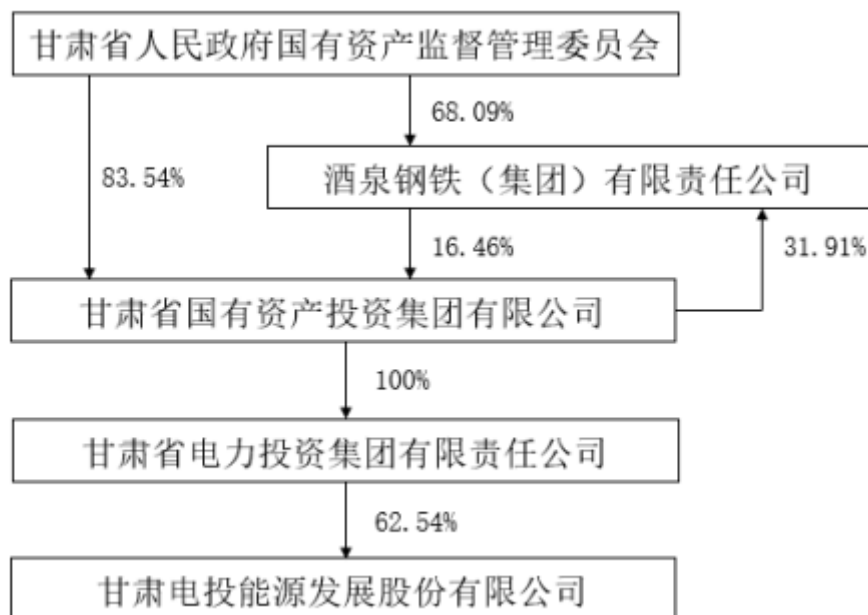 甘肃省人民政府国有资产监督管理委员会
68.09%
83.54%
酒泉钢铁（集团）有限责任公司
16.46%
31.91%
甘肃省国有资产投资集团有限公司
100%
甘肃省电力投资集团有限责任公司
62.54%
甘肃电投能源发展股份有限公司